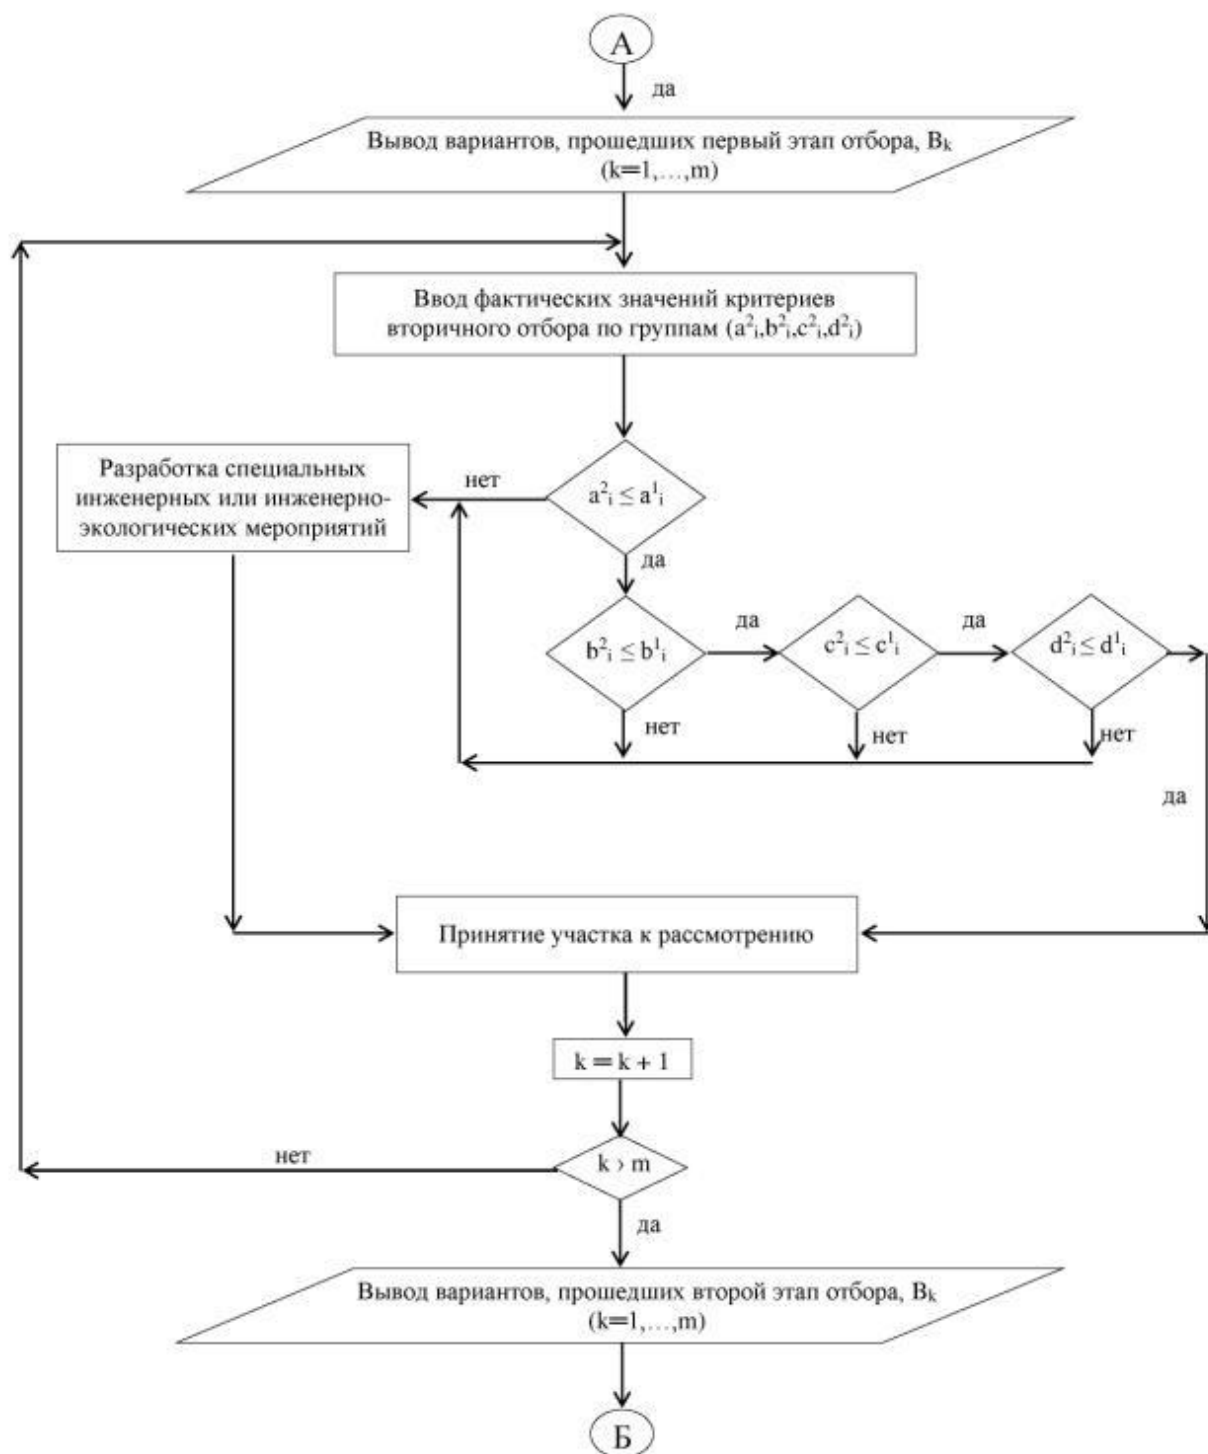 А
да
Вывод вариантов, прошедших первый этап отбора, Bₖ
(k=1,…,m)
Ввод фактических значений критериев
вторичного отбора по группам (a²ᵢ,b²ᵢ,c²ᵢ,d²ᵢ)
Разработка специальных
инженерных или инженерно-
экологических мероприятий
нет
a²ᵢ ≤ a¹ᵢ
да
b²ᵢ ≤ b¹ᵢ
да
c²ᵢ ≤ c¹ᵢ
да
d²ᵢ ≤ d¹ᵢ
нет
нет
нет
да
Принятие участка к рассмотрению
k = k + 1
нет
k › m
да
Вывод вариантов, прошедших второй этап отбора, Bₖ
(k=1,…,m)
Б